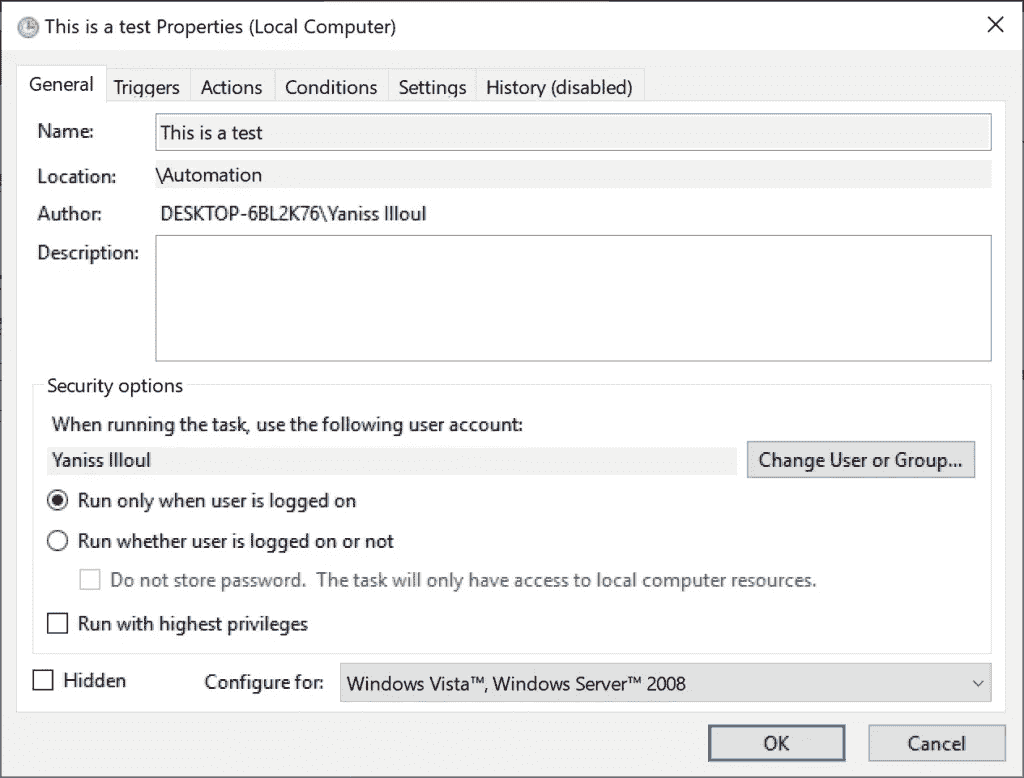 This is a test Properties (Local Computer)
General Triggers Actions Conditions Settings History (disabled)
Name: This is a test
Location: \Automation
Author: DESKTOP-6BL2K76\Yaniss Illoul
Description:
Security options
When running the task, use the following user account:
Yaniss Illoul Change User or Group...
Run only when user is logged on
Run whether user is logged on or not
Do not store password. The task will only have access to local computer resources.
Run with highest privileges
Hidden Configure for: Windows Vista™, Windows Server™ 2008
OK Cancel